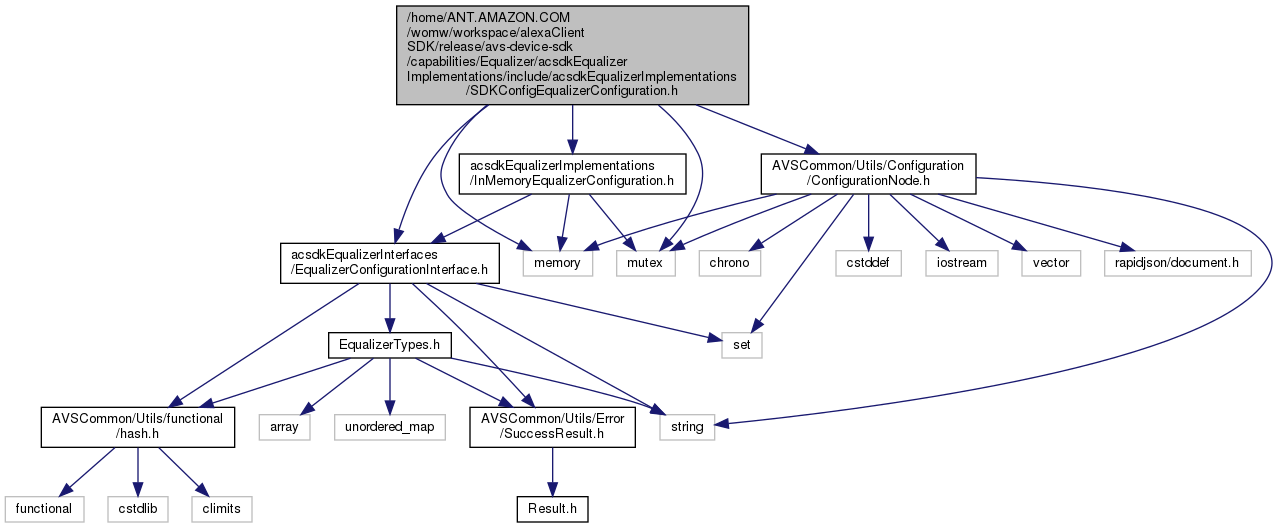 /home/ANT.AMAZON.COM
/womw/workspace/alexaClient
SDK/release/avs-device-sdk
/capabilities/Equalizer/acsdkEqualizer
Implementations/include/acsdkEqualizerImplementations
/SDKConfigEqualizerConfiguration.h
acsdkEqualizerImplementations
/InMemoryEqualizerConfiguration.h
AVSCommon/Utils/Configuration
/ConfigurationNode.h
acsdkEqualizerInterfaces
/EqualizerConfigurationInterface.h
memory
mutex
chrono
cstddef
iostream
vector
rapidjson/document.h
EqualizerTypes.h
set
AVSCommon/Utils/functional
/hash.h
array
unordered_map
AVSCommon/Utils/Error
/SuccessResult.h
string
functional
cstdlib
climits
Result.h